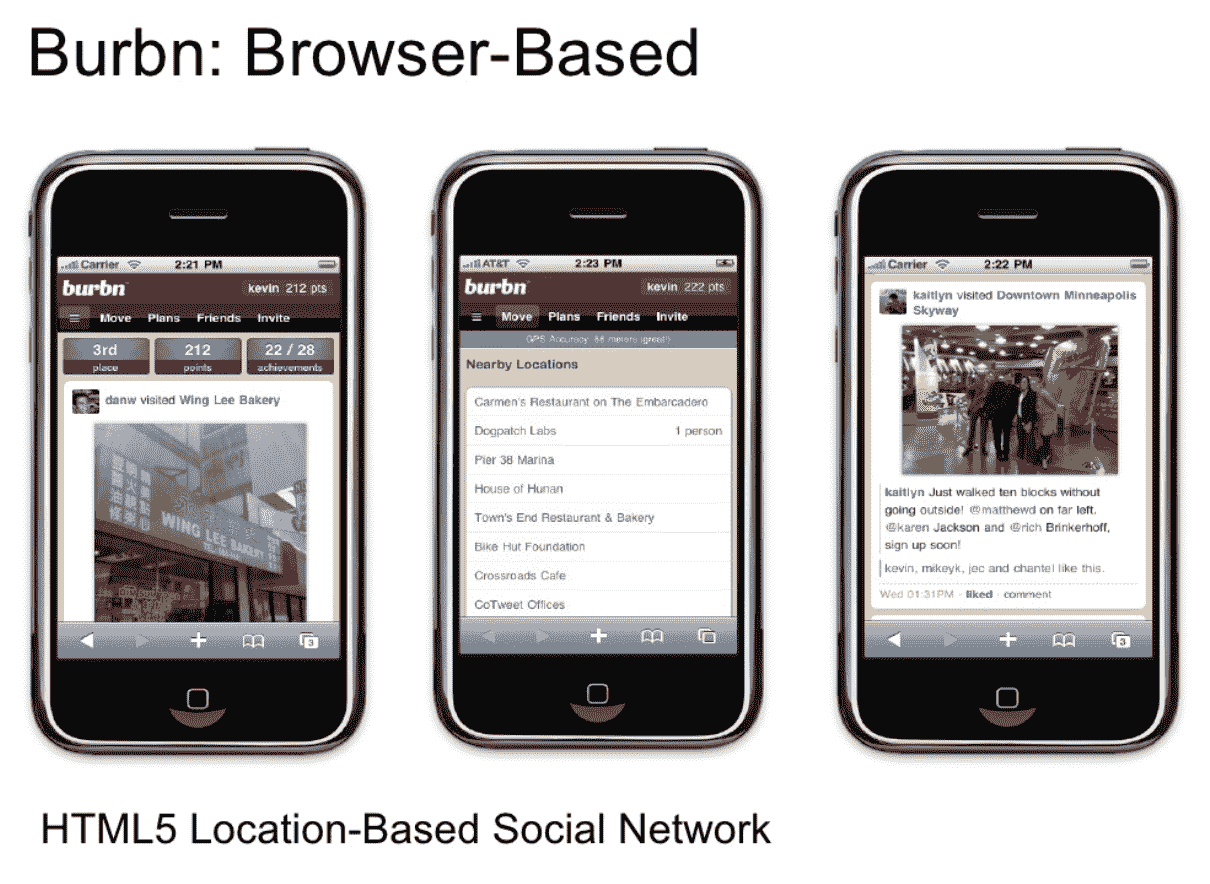 Burbn: Browser-Based
Carrier 2:21 PM
burbn kevin 212 pts
Move Plans Friends Invite
3rd 212 22 / 28
place points achievements
danw visited Wing Lee Bakery
WING LEE BAKERY
3
AT&T 2:23 PM
burbn kevin 222 pts
Move Plans Friends Invite
GPS Accuracy: 88 meters (great!)
Nearby Locations
Carmen's Restaurant on The Embarcadero
Dogpatch Labs 1 person
Pier 38 Marina
House of Hunan
Town's End Restaurant & Bakery
Bike Hut Foundation
Crossroads Cafe
CoTweet Offices
Carrier 2:22 PM
kaitlyn visited Downtown Minneapolis
Skyway
kaitlyn Just walked ten blocks without
going outside! @matthewd on far left.
@karen Jackson and @rich Brinkerhoff,
sign up soon!
kevin, mikeyk, jec and chantel like this.
Wed 01:31PM · liked · comment
3
HTML5 Location-Based Social Network